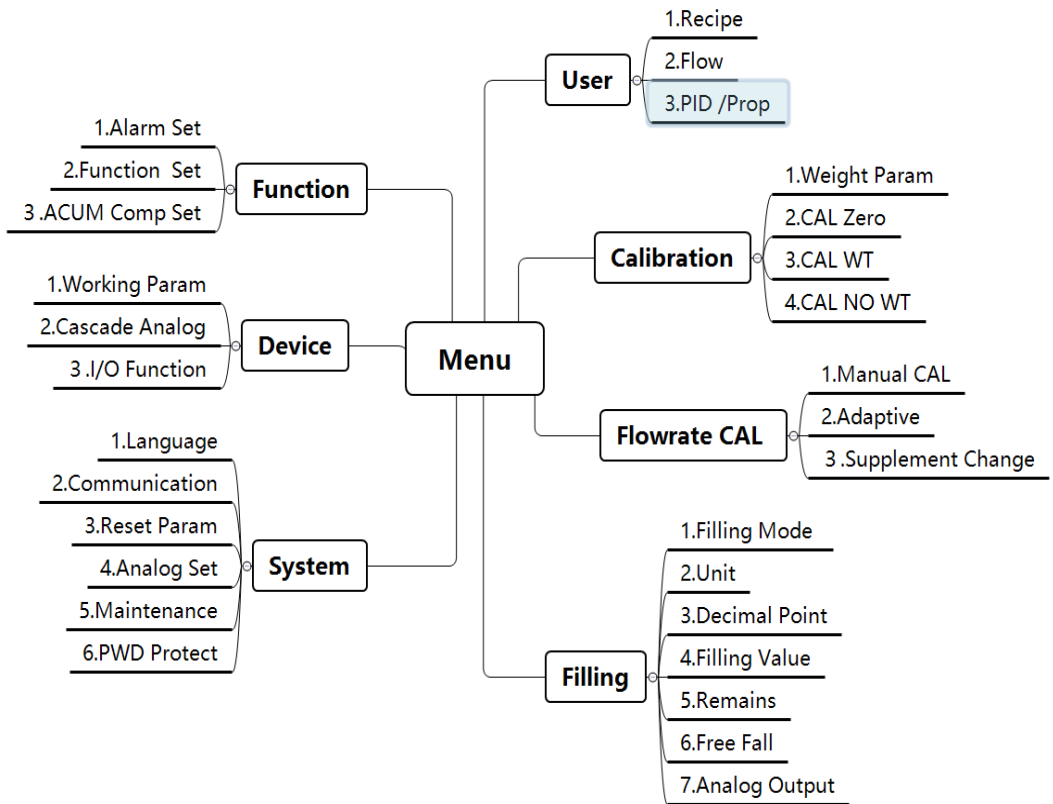 Menu
User
1.Recipe
2.Flow
3.PID /Prop
Calibration
1.Weight Param
2.CAL Zero
3.CAL WT
4.CAL NO WT
Flowrate CAL
1.Manual CAL
2.Adaptive
3.Supplement Change
Filling
1.Filling Mode
2.Unit
3.Decimal Point
4.Filling Value
5.Remains
6.Free Fall
7.Analog Output
Function
1.Alarm Set
2.Function Set
3.ACUM Comp Set
Device
1.Working Param
2.Cascade Analog
3.I/O Function
System
1.Language
2.Communication
3.Reset Param
4.Analog Set
5.Maintenance
6.PWD Protect